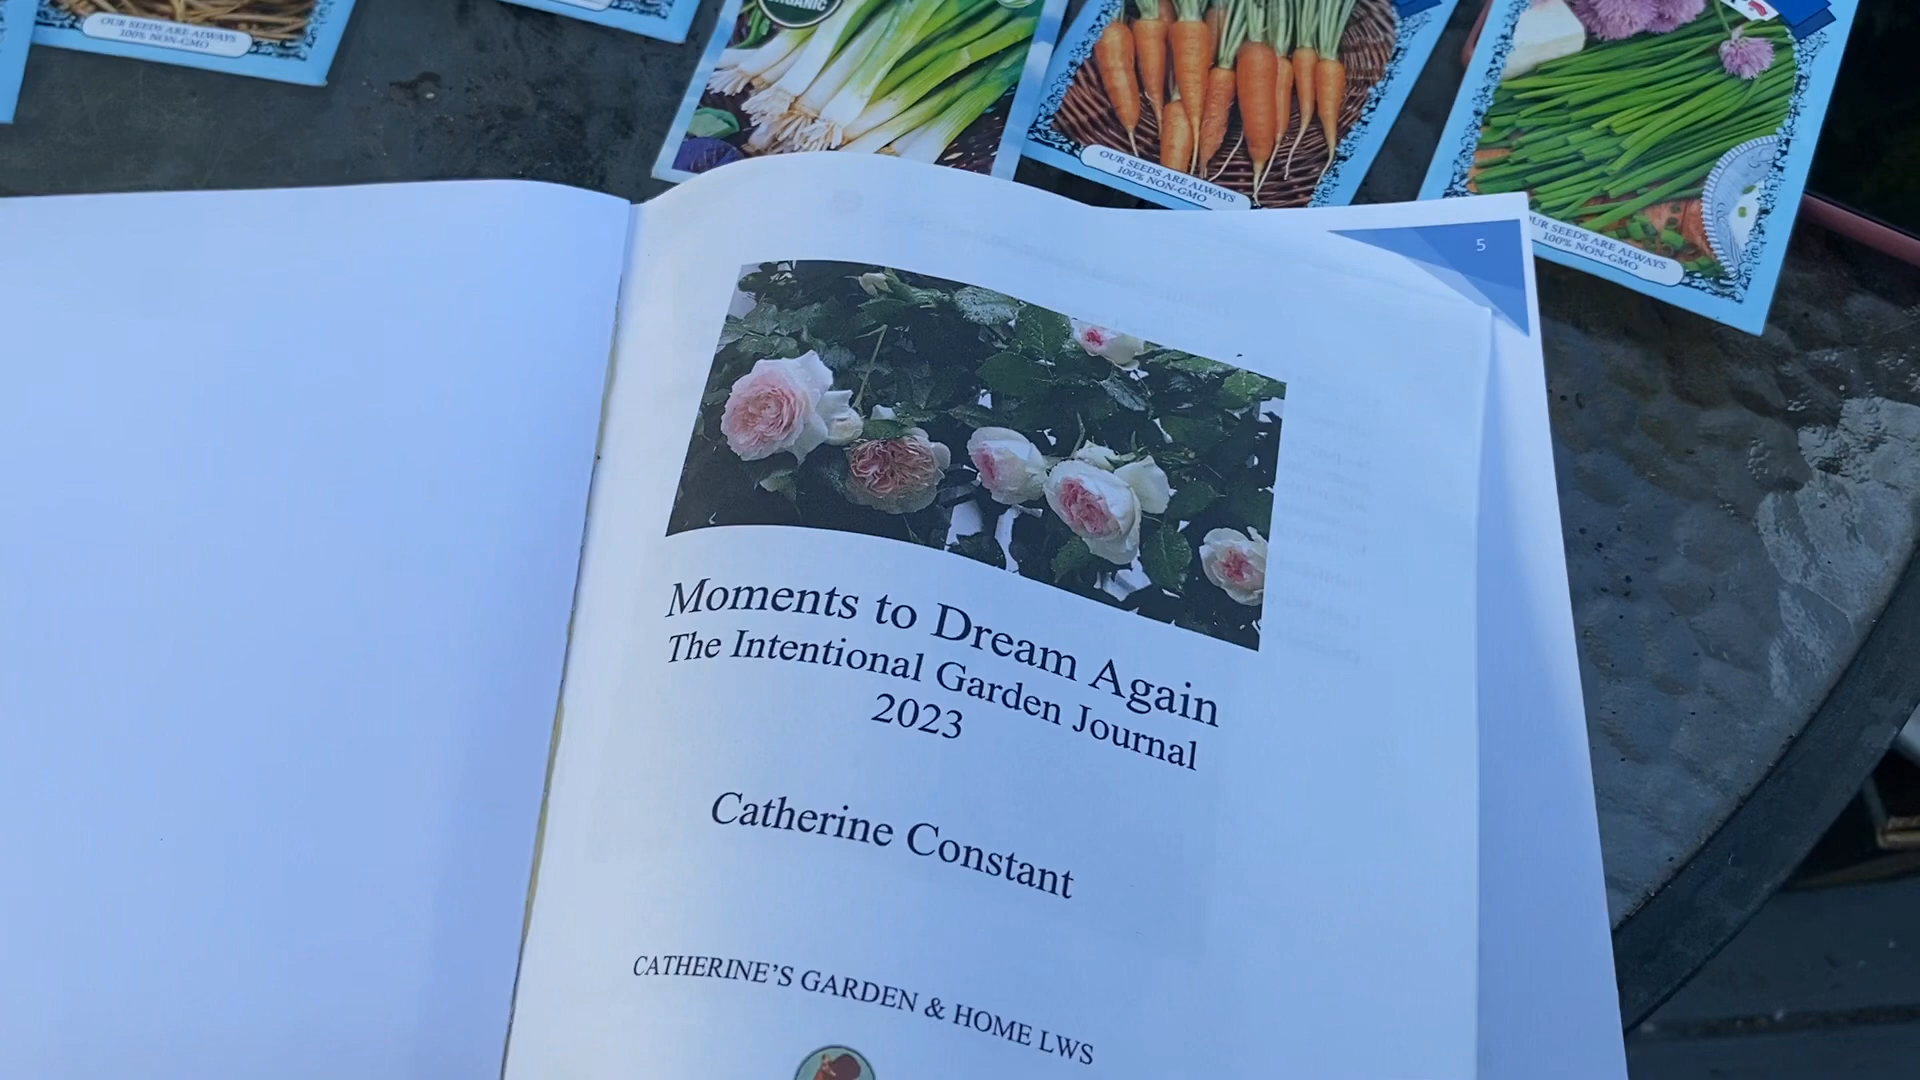 OUR SEEDS ARE ALWAYS
100% NON-GMO
ORGANIC
OUR SEEDS ARE ALWAYS
100% NON-GMO
OUR SEEDS ARE ALWAYS
100% NON-GMO
5
Moments to Dream Again
The Intentional Garden Journal
2023
Catherine Constant
CATHERINE'S GARDEN & HOME LWS